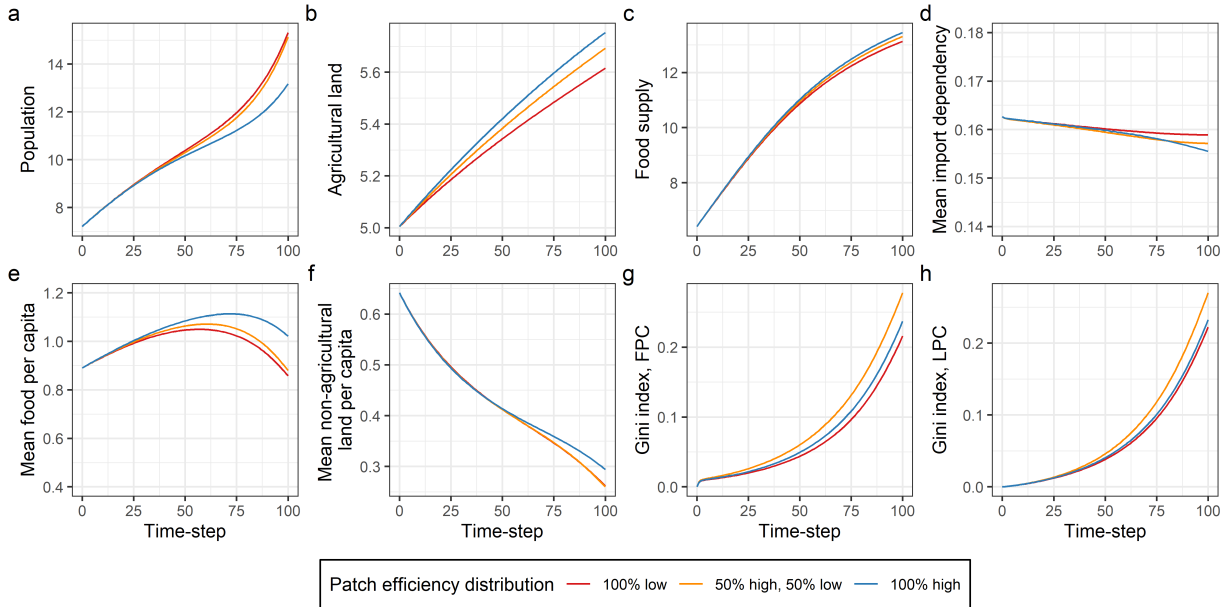 a
b
c
d
Population
14
12
10
8
0
25
50
75
100
Agricultural land
5.6
5.4
5.2
5.0
0
25
50
75
100
Food supply
12
10
8
0
25
50
75
100
Mean import dependency
0.18
0.17
0.16
0.15
0.14
0
25
50
75
100
e
f
g
h
Mean food per capita
1.2
1.0
0.8
0.6
0.4
0
25
50
75
100
Time-step
Mean non-agricultural
land per capita
0.6
0.5
0.4
0.3
0
25
50
75
100
Time-step
Gini index, FPC
0.2
0.1
0.0
0
25
50
75
100
Time-step
Gini index, LPC
0.2
0.1
0.0
0
25
50
75
100
Time-step
Patch efficiency distribution
100% low
50% high, 50% low
100% high